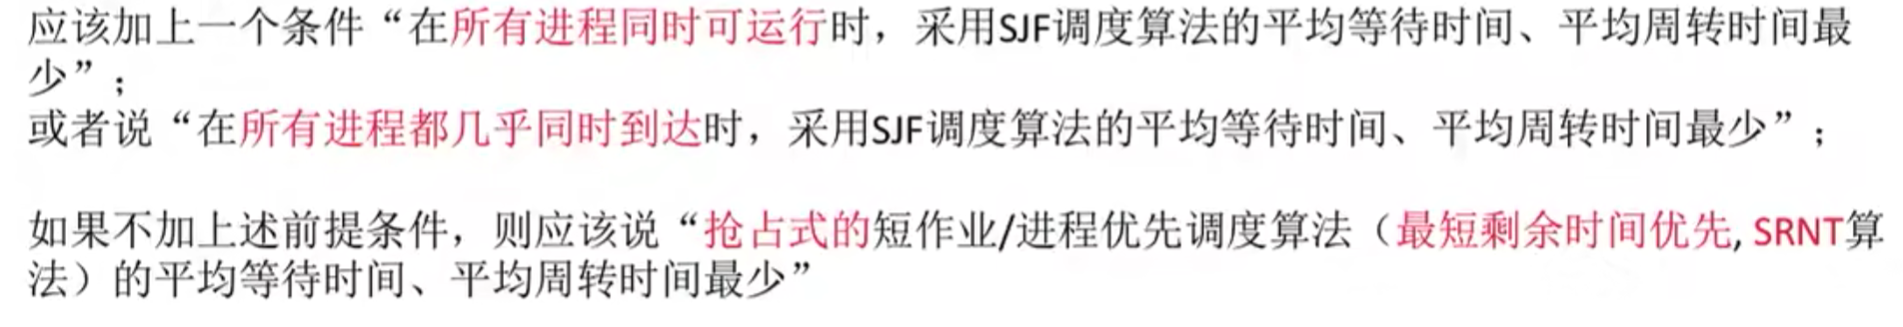 应该加上一个条件“在所有进程同时可运行时，采用SJF调度算法的平均等待时间、平均周转时间最
少”；
或者说“在所有进程都几乎同时到达时，采用SJF调度算法的平均等待时间、平均周转时间最少”；
如果不加上述前提条件，则应该说“抢占式的短作业/进程优先调度算法（最短剩余时间优先, SRNT算
法）的平均等待时间、平均周转时间最少”